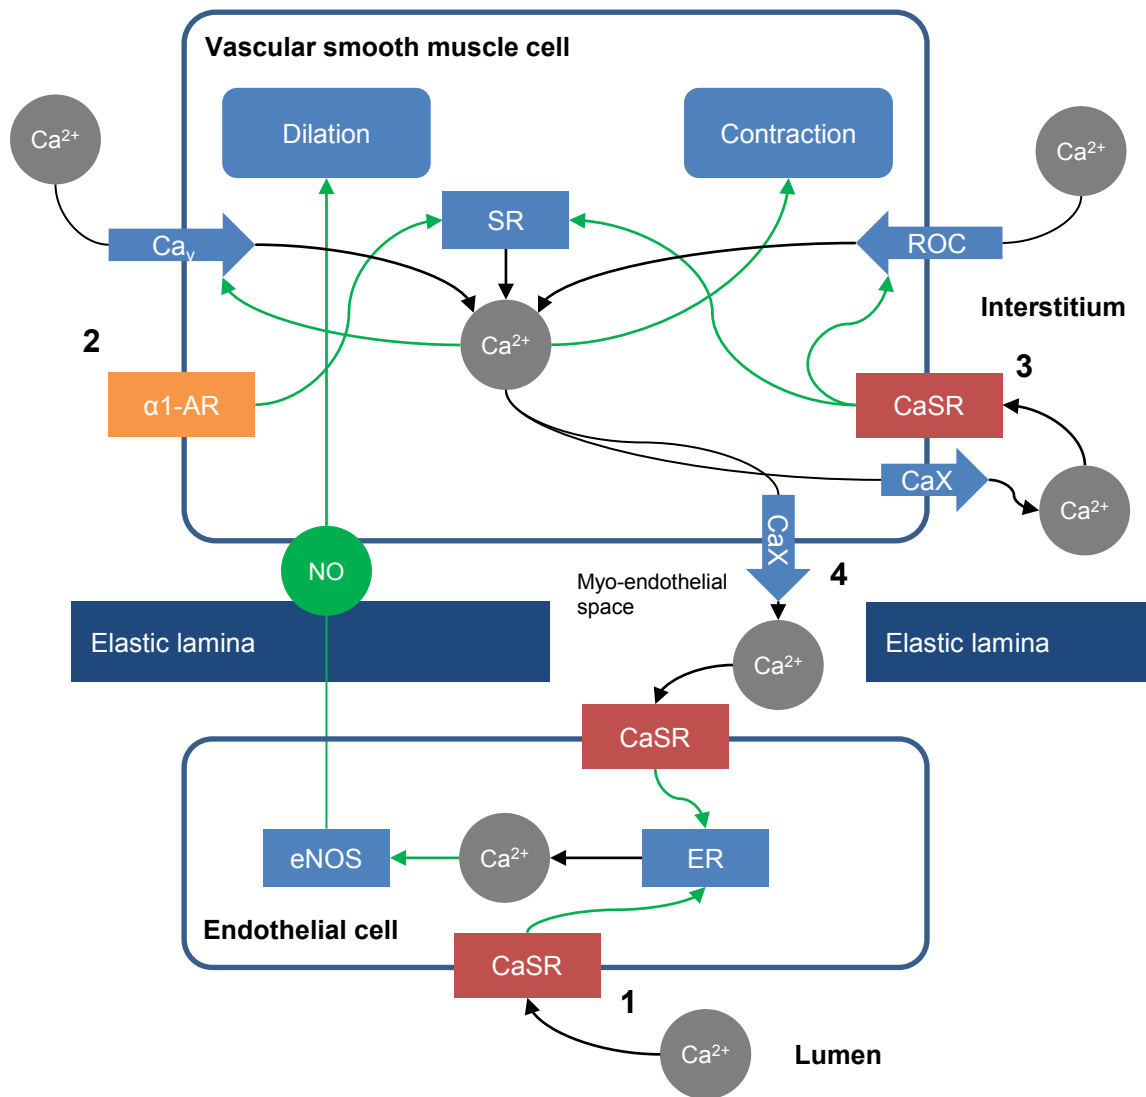 Vascular smooth muscle cell
Ca²⁺
Dilation
Contraction
Ca²⁺
SR
Caᵥ
ROC
Interstitium
2
Ca²⁺
3
α1-AR
CaSR
CaX
Ca²⁺
CaX
NO
4
Myo-endothelial
space
Elastic lamina
Elastic lamina
Ca²⁺
CaSR
eNOS
Ca²⁺
ER
Endothelial cell
CaSR
1
Ca²⁺
Lumen